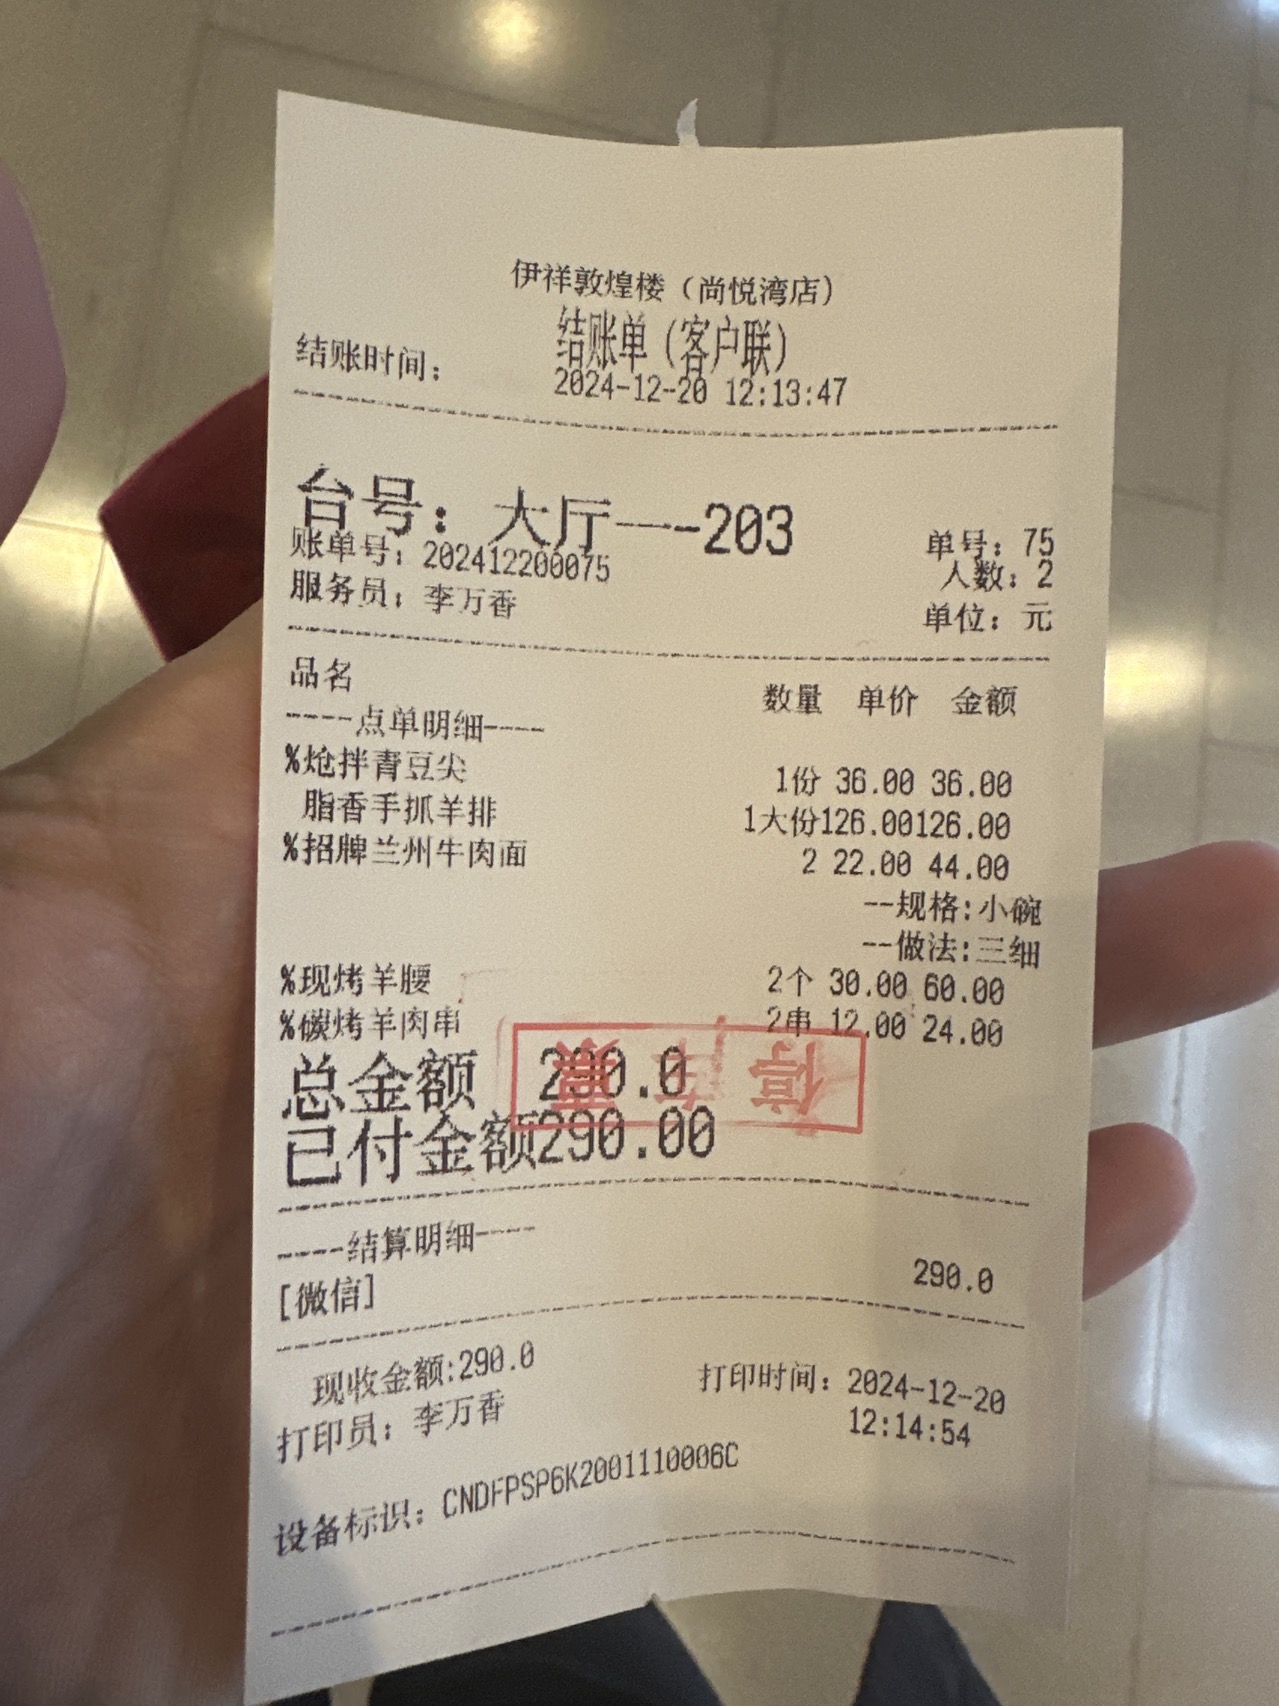 伊祥敦煌楼（尚悦湾店）
结账单（客户联）
结账时间： 2024-12-20 12:13:47
台号：大厅一--203
账单号：202412200075 单号：75
服务员：李万香 人数：2
单位：元
品名 数量 单价 金额
----点单明细----
%炝拌青豆尖 1份 36.00 36.00
脂香手抓羊排 1大份126.00126.00
%招牌兰州牛肉面 2 22.00 44.00
--规格:小碗
--做法:三细
%现烤羊腰 2个 30.00 60.00
%碳烤羊肉串 2串 12.00 24.00
总金额 290.0
已付金额290.00
停车票
----结算明细----
[微信] 290.0
现收金额:290.0
打印员：李万香 打印时间：2024-12-20
12:14:54
设备标识：CNDFPSP6K2001110006C